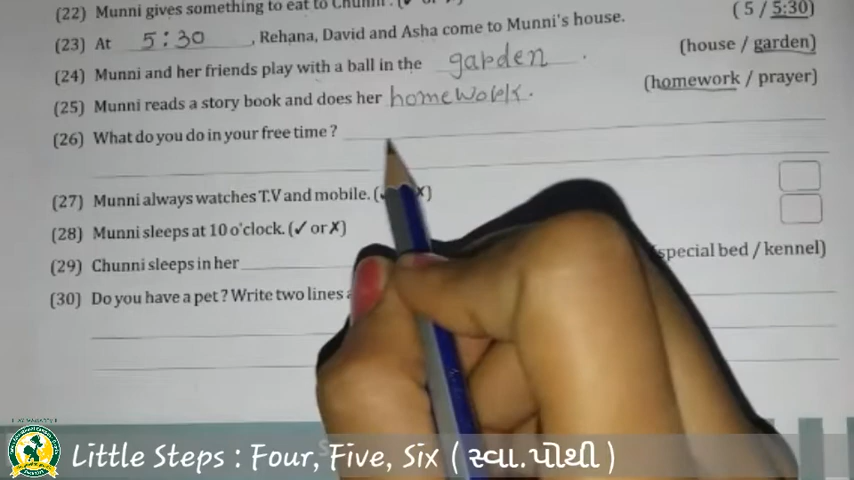 (22) Munni gives something to eat to Chunni. (✓ or
(5 / 5:30)
(23) At 5:30, Rehana, David and Asha come to Munni's house.
(24) Munni and her friends play with a ball in the garden. (house / garden)
(25) Munni reads a story book and does her homework. (homework / prayer)
(26) What do you do in your free time?
(27) Munni always watches T.V and mobile. (✓ ✗)
(28) Munni sleeps at 10 o'clock. (✓ or ✗)
(29) Chunni sleeps in her (special bed / kennel)
(30) Do you have a pet? Write two lines
Little Steps : Four, Five, Six ( સ્વા.પોથી )